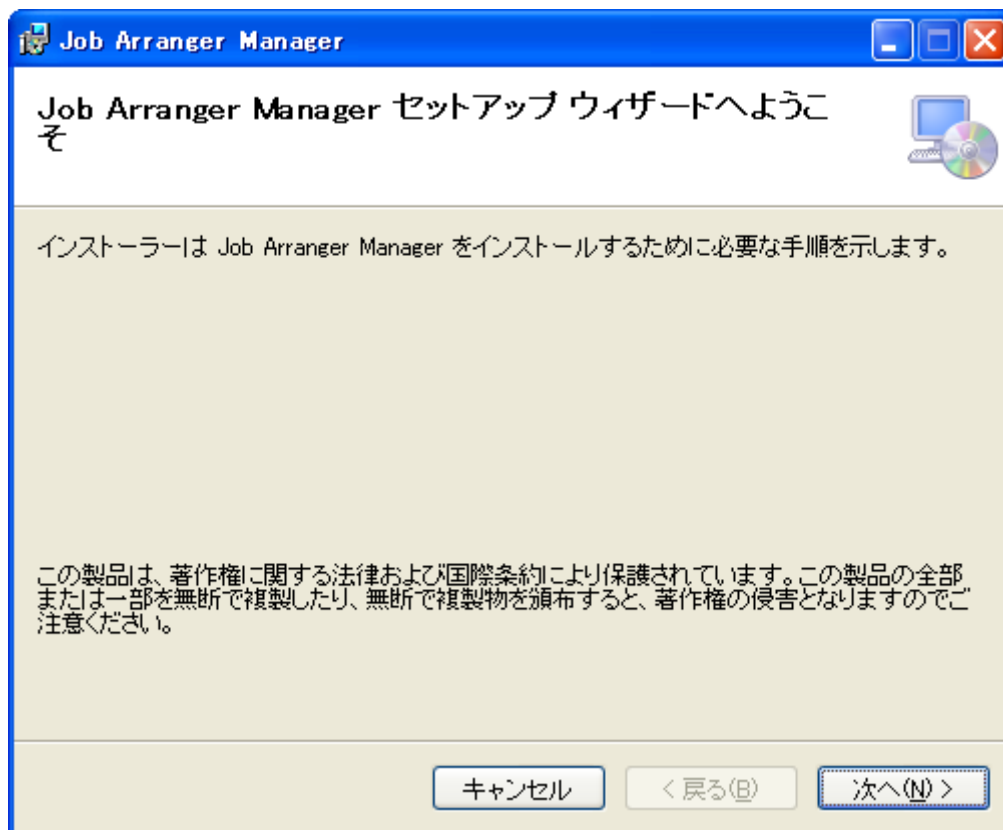 Job Arranger Manager
Job Arranger Manager セットアップ ウィザードへようこ
そ
インストーラーは Job Arranger Manager をインストールするために必要な手順を示します。
この製品は、著作権に関する法律および国際条約により保護されています。この製品の全部
または一部を無断で複製したり、無断で複製物を頒布すると、著作権の侵害となりますのでご
注意ください。
キャンセル
< 戻る(B)
次へ(N) >